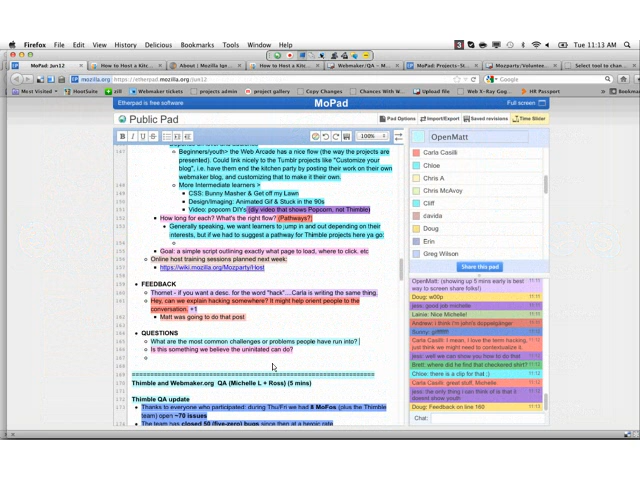 Firefox File Edit View History Delicious Bookmarks Tools Window Help
Tue 11:13 AM
MoPad: Jun12
How to Host a Kitc...
About | Mozilla Ign...
How to Host a Kitc...
Webmaker/QA - M...
MoPad: Projects-St...
Mozparty/Voluntee...
Select tool to chan...
mozilla.org https://etherpad.mozilla.org/jun12
Google
Most Visited
HootSuite
fast
tinkerers
projects admin
project gallery
Copy Changes
Chances With W...
Upload file
Web X-Ray Gog...
HR Passport
Bookmarks
Etherpad is free software
MoPad
Full screen
Public Pad
Pad Options
Import/Export
Saved revisions
Time Slider
B I U S
100%
Beginners/youth> the Web Arcade has a nice flow (the way the projects are
presented). Could link nicely to the Tumblr projects like "Customize your
blog", i.e. have them end the kitchen party by posting their work on their own
webmaker blog, and customizing that to make it their own.
More Intermediate learners >
CSS: Bunny Masher & Get off my Lawn
Design/Imaging: Animated Gif & Stuck in the 90s
Video: popcorn DIYs (diy video that shows Popcorn, not Thimble)
How long for each? What's the right flow? (Pathways?)
Generally speaking, we want learners to jump in and out depending on their
interests, but if we had to suggest a pathway for Thimble projects here ya go:
Goal: a simple script outlining exactly what page to load, where to click, etc
Online host training sessions planned next week:
https://wiki.mozilla.org/Mozparty/Host
FEEDBACK
Thornet - if you want a desc. for the word "hack"...Carla is writing the same thing.
Hey, can we explain hacking somewhere? It might help orient people to the
conversation. +1
Matt was going to do that post
QUESTIONS
What are the most common challenges or problems people have run into?
Is this something we believe the uninitiated can do?
Thimble and Webmaker.org QA (Michelle L + Ross) (5 mins)
Thimble QA update
Thanks to everyone who participated: during Thu/Fri we had 8 MoFos (plus the Thimble
team) open ~70 issues
The team has closed 50 (five-zero) bugs since then at a heroic rate
OpenMatt
Carla Casilli
Chloe
Chris A
Chris McAvoy
Cliff
davida
Doug
Erin
Greg Wilson
Share this pad
OpenMatt: (showing up 5 mins early is best
way to screen share folks!)
Doug: w00p
jess: good job michelle
Lainie: Nice Michelle!
Andrew: i think i'm prini's doppleganger
Carla Casilli: I mean, I love the term hacking,
just think we might need to contextualize it.
jess: well we can show you how to do that
Brett: where did he find that checkered shirt?
Chloe: there is a clip for that ;)
Carla Casilli: great stuff, Michelle
jess: the only thing i can think of is that it
doesnt show youth
Doug: Feedback on line 160
Chat: